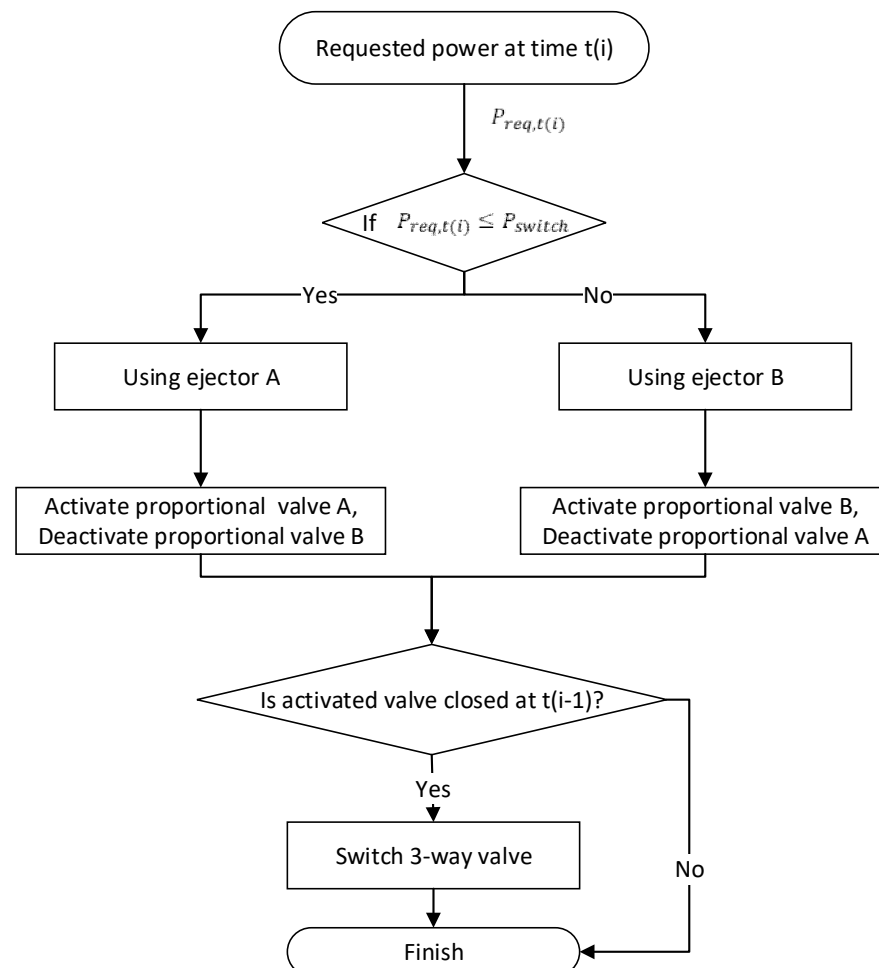 Requested power at time t(i)
P_{req,t(i)}
If P_{req,t(i)} ≤ P_{switch}
Yes
No
Using ejector A
Using ejector B
Activate proportional valve A,
Deactivate proportional valve B
Activate proportional valve B,
Deactivate proportional valve A
Is activated valve closed at t(i-1)?
Yes
Switch 3-way valve
No
Finish